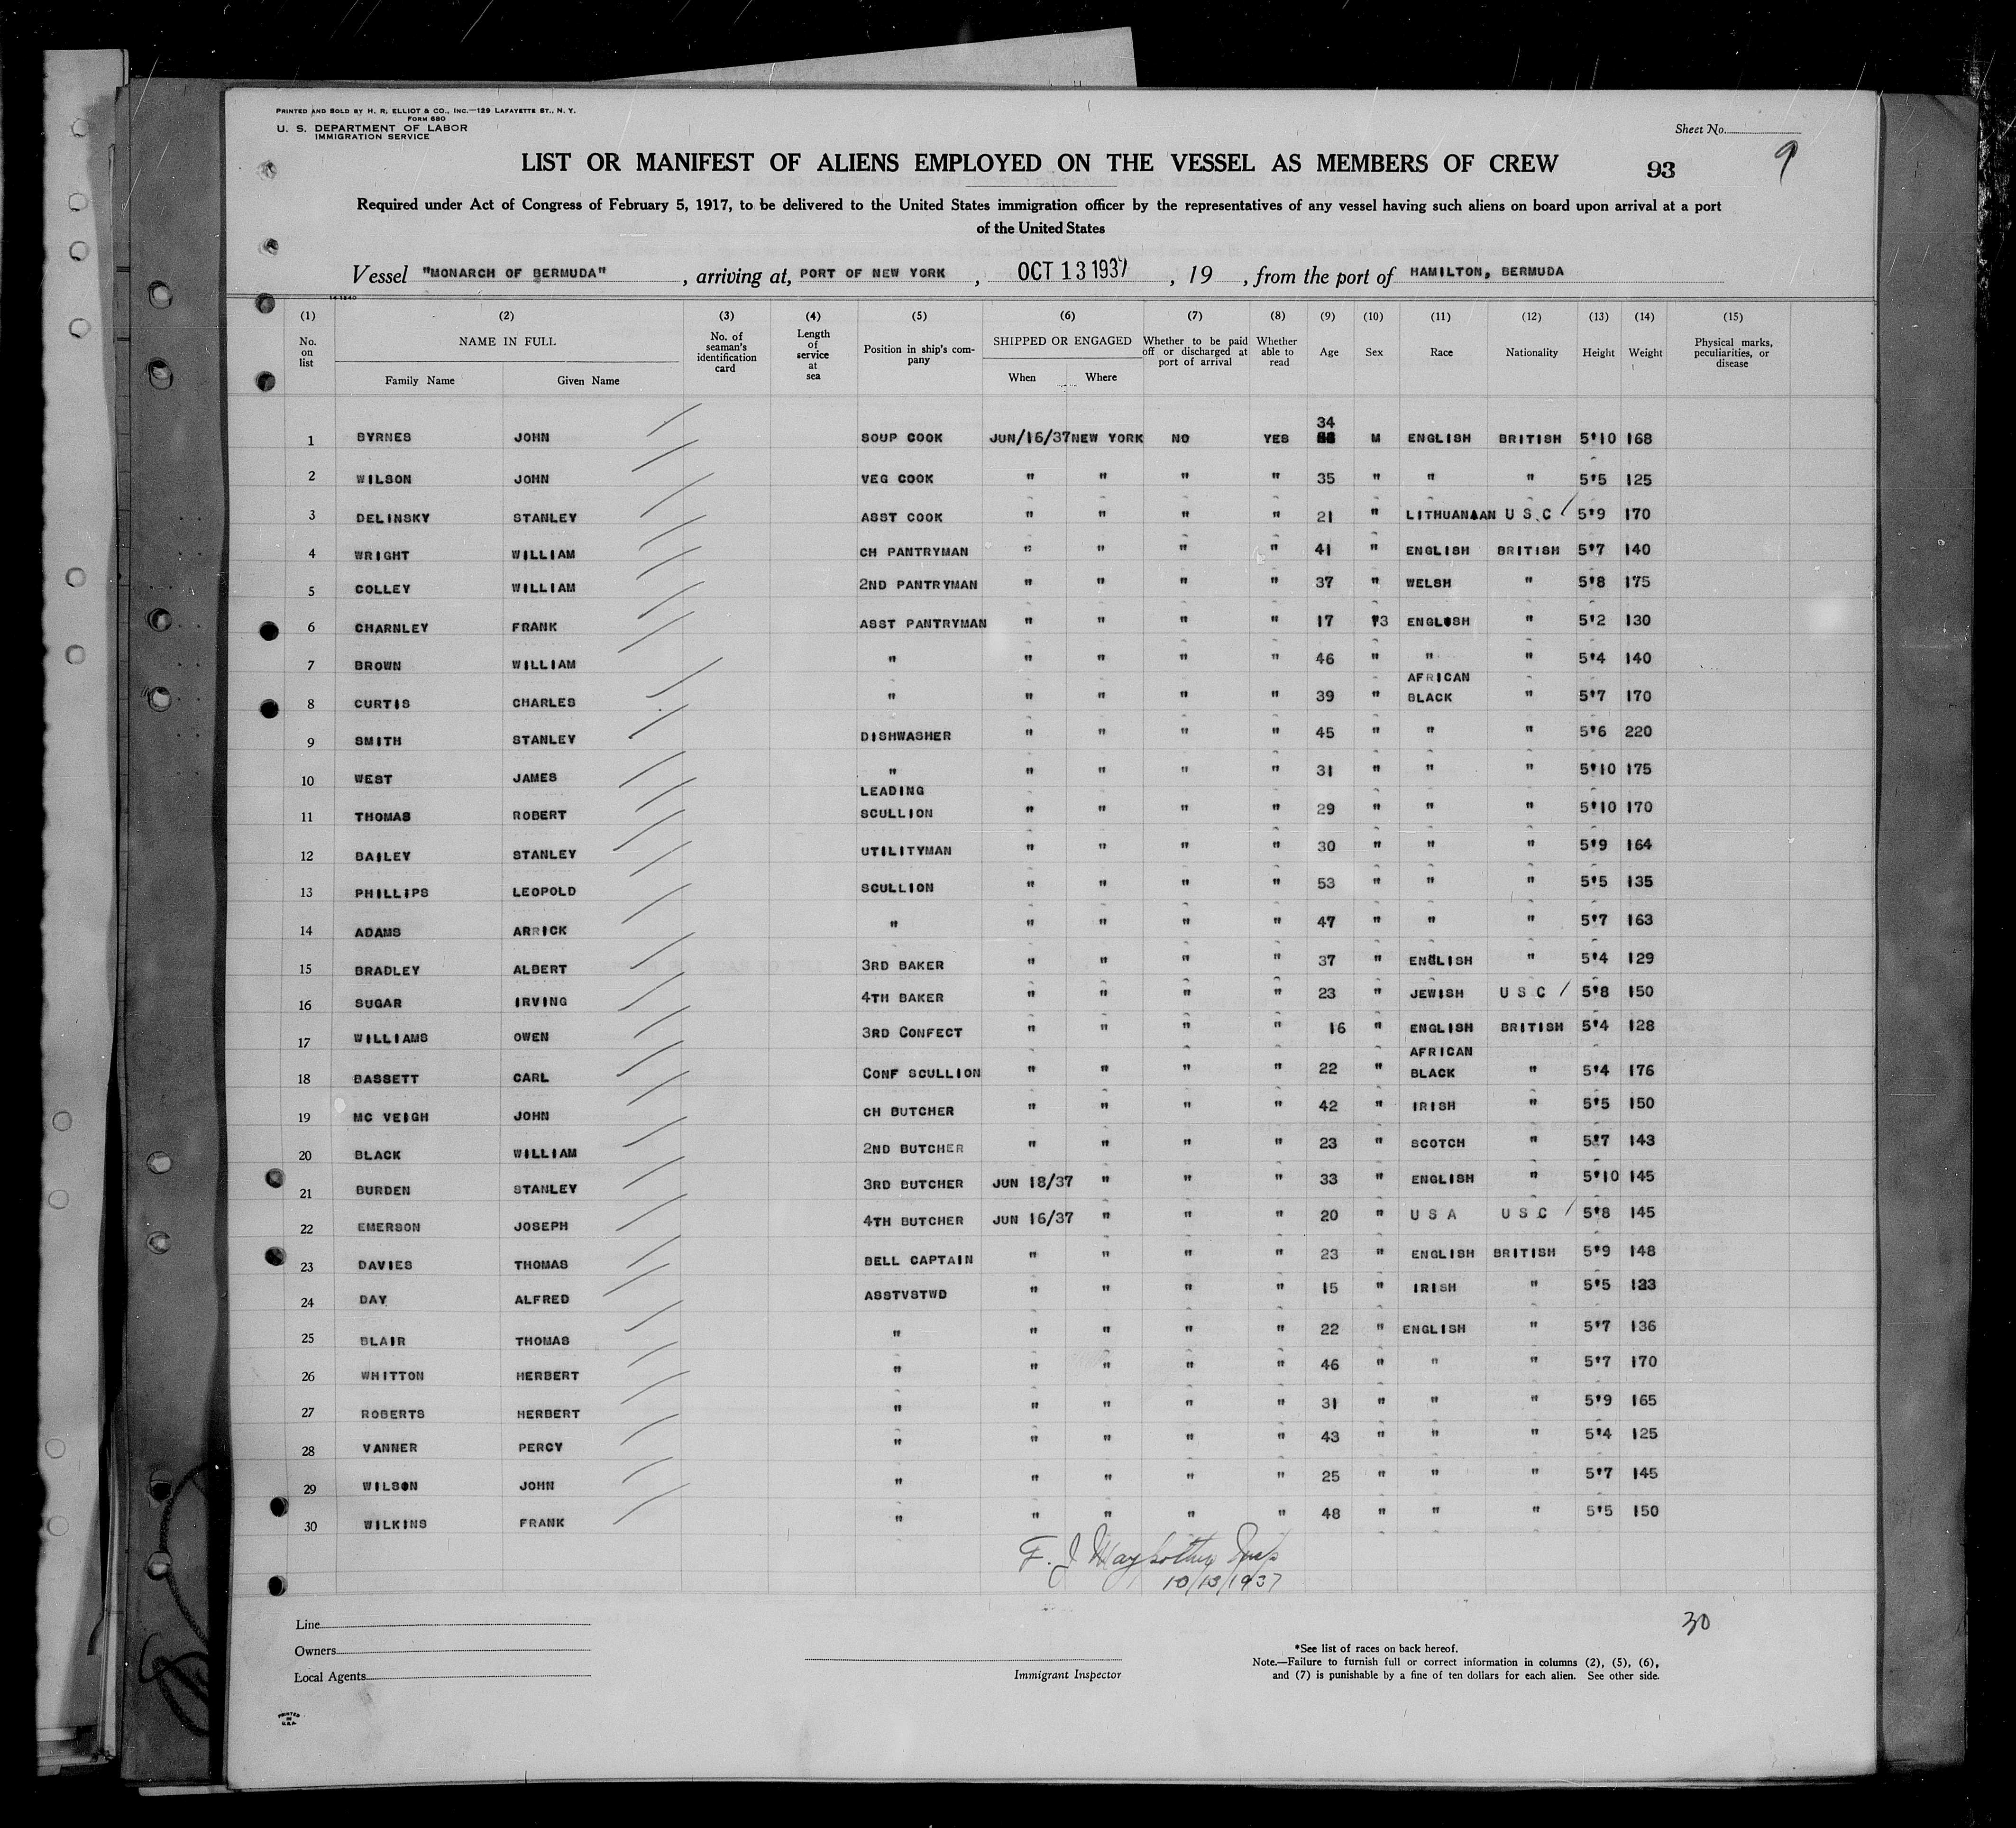 PRINTED AND SOLD BY H. R. ELLIOT & CO., INC.—129 LAFAYETTE ST., N. Y.
FORM 680
U. S. DEPARTMENT OF LABOR
IMMIGRATION SERVICE
Sheet No.
LIST OR MANIFEST OF ALIENS EMPLOYED ON THE VESSEL AS MEMBERS OF CREW 93 9
Required under Act of Congress of February 5, 1917, to be delivered to the United States immigration officer by the representatives of any vessel having such aliens on board upon arrival at a port
of the United States
Vessel "MONARCH OF BERMUDA", arriving at, PORT OF NEW YORK, OCT 13 1937, 19 , from the port of HAMILTON, BERMUDA
14-1240
(1) (2) (3) (4) (5) (6) (7) (8) (9) (10) (11) (12) (13) (14) (15)
No. on list NAME IN FULL Family Name Given Name No. of seaman's identification card Length of service at sea Position in ship's company SHIPPED OR ENGAGED When Where Whether to be paid off or discharged at port of arrival Whether able to read Age Sex Race Nationality Height Weight Physical marks, peculiarities, or disease
34
1 BYRNES JOHN SOUP COOK JUN/16/37 NEW YORK NO YES M ENGLISH BRITISH 5'10 168
2 WILSON JOHN VEG COOK " " " " 35 " " " 5'5 125
3 DELINSKY STANLEY ASST COOK " " " " 21 " LITHUANAAN U S C / 5'9 170
4 WRIGHT WILLIAM CH PANTRYMAN " " " " 41 " ENGLISH BRITISH 5'7 140
5 COLLEY WILLIAM 2ND PANTRYMAN " " " " 37 " WELSH " 5'8 175
6 CHARNLEY FRANK ASST PANTRYMAN " " " " 17 "3 ENGLISH " 5'2 130
7 BROWN WILLIAM " " " " " 46 " " " 5'4 140
8 CURTIS CHARLES " " " " " 39 " AFRICAN BLACK " 5'7 170
9 SMITH STANLEY DISHWASHER " " " " 45 " " " 5'6 220
10 WEST JAMES " " " " " 31 " " " 5'10 175
11 THOMAS ROBERT LEADING SCULLION " " " " 29 " " " 5'10 170
12 BAILEY STANLEY UTILITYMAN " " " " 30 " " " 5'9 164
13 PHILLIPS LEOPOLD SCULLION " " " " 53 " " " 5'5 135
14 ADAMS ARRICK " " " " " 47 " " " 5'7 163
15 BRADLEY ALBERT 3RD BAKER " " " " 37 " ENGLISH " 5'4 129
16 SUGAR IRVING 4TH BAKER " " " " 23 " JEWISH U S C / 5'8 150
17 WILLIAMS OWEN 3RD CONFECT " " " " 16 " ENGLISH BRITISH 5'4 128
18 BASSETT CARL CONF SCULLION " " " " 22 " AFRICAN BLACK " 5'4 176
19 MC VEIGH JOHN CH BUTCHER " " " " 42 " IRISH " 5'5 150
20 BLACK WILLIAM 2ND BUTCHER " " " " 23 " SCOTCH " 5'7 143
21 BURDEN STANLEY 3RD BUTCHER JUN 18/37 " " " 33 " ENGLISH " 5'10 145
22 EMERSON JOSEPH 4TH BUTCHER JUN 16/37 " " " 20 " U S A U S C / 5'8 145
23 DAVIES THOMAS BELL CAPTAIN " " " " 23 " ENGLISH BRITISH 5'9 148
24 DAY ALFRED ASSTVSTWD " " " " 15 " IRISH " 5'5 123
25 BLAIR THOMAS " " " " " 22 " ENGLISH " 5'7 136
26 WHITTON HERBERT " " " " " 46 " " " 5'7 170
27 ROBERTS HERBERT " " " " " 31 " " " 5'9 165
28 VANNER PERCY " " " " " 43 " " " 5'4 125
29 WILSON JOHN " " " " " 25 " " " 5'7 145
30 WILKINS FRANK " " " " " 48 " " " 5'5 150
F. J.
10/13/1937
30
Line
Owners
Local Agents
Immigrant Inspector
*See list of races on back hereof.
Note.—Failure to furnish full or correct information in columns (2), (5), (6),
and (7) is punishable by a fine of ten dollars for each alien. See other side.
PRINTED
IN
U.S.A.